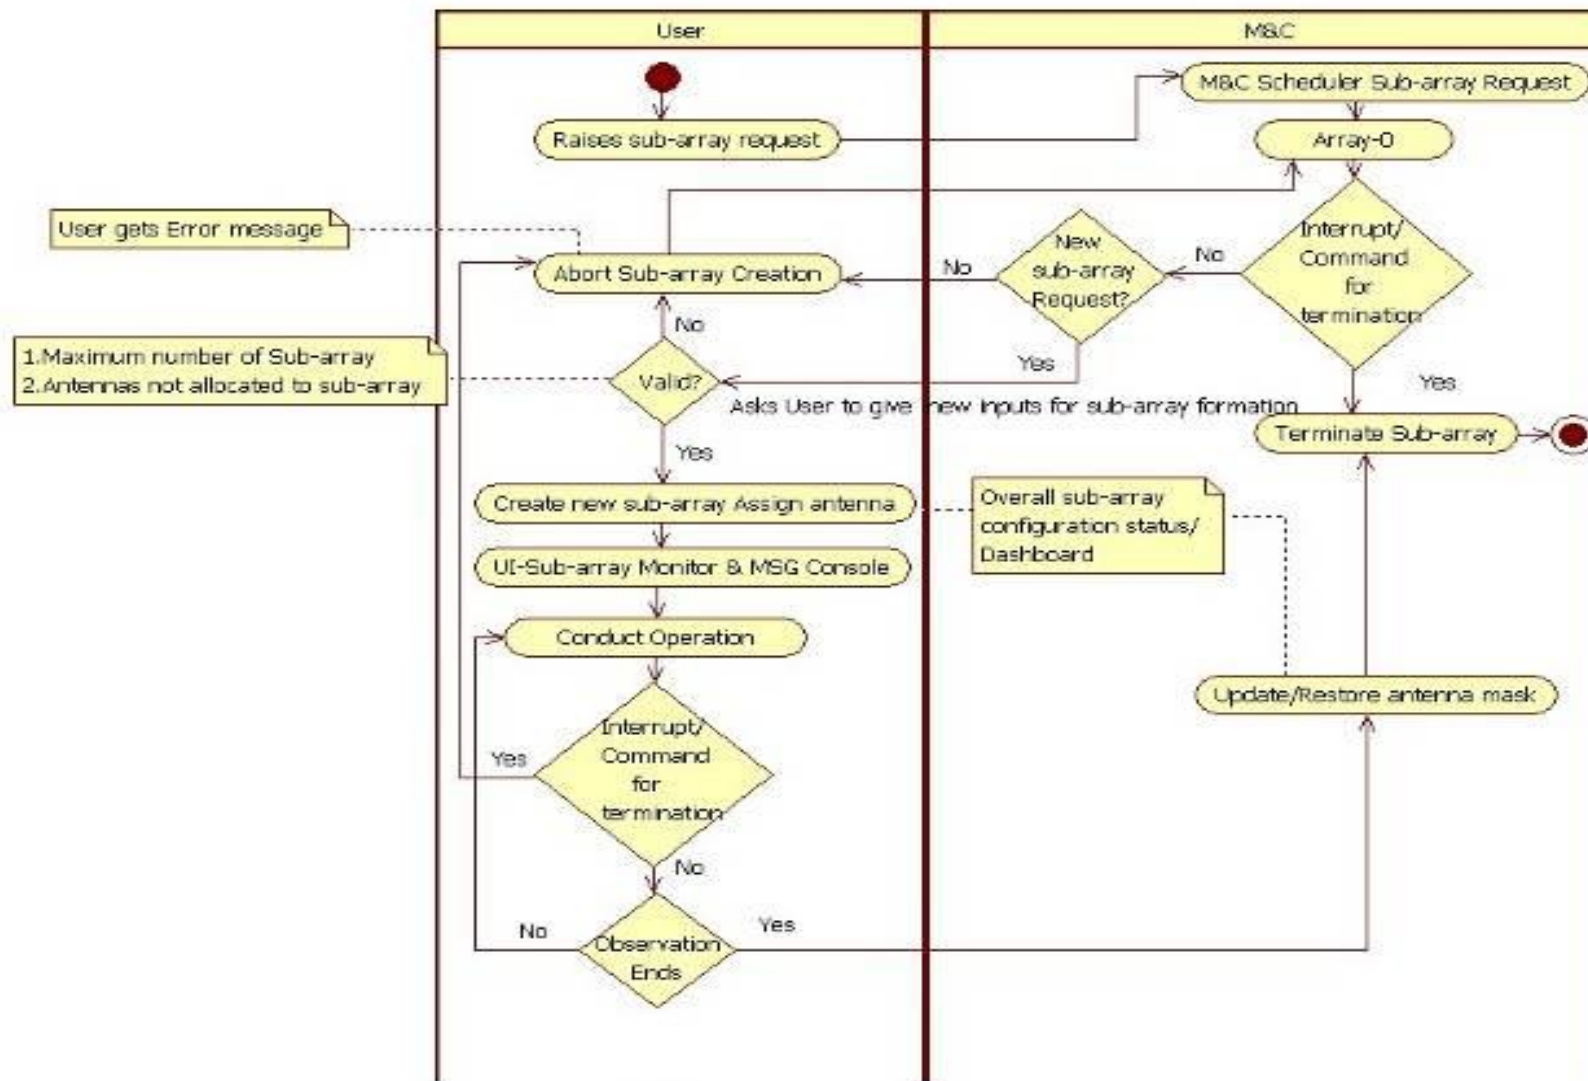 User
M&C
M&C Scheduler Sub-array Request
Raises sub-array request
Array-0
User gets Error message
Interrupt/
Command
for
termination
New
sub-array
Request?
No
No
Abort Sub-array Creation
No
1.Maximum number of Sub-array
2.Antennas not allocated to sub-array
Valid?
Yes
Yes
Asks User to give new inputs for sub-array formation
Terminate Sub-array
Yes
Create new sub-array Assign antenna
Overall sub-array
configuration status/
Dashboard
UI-Sub-array Monitor & MSG Console
Conduct Operation
Update/Restore antenna mask
Interrupt/
Command
for
termination
Yes
No
No
Yes
Observation
Ends